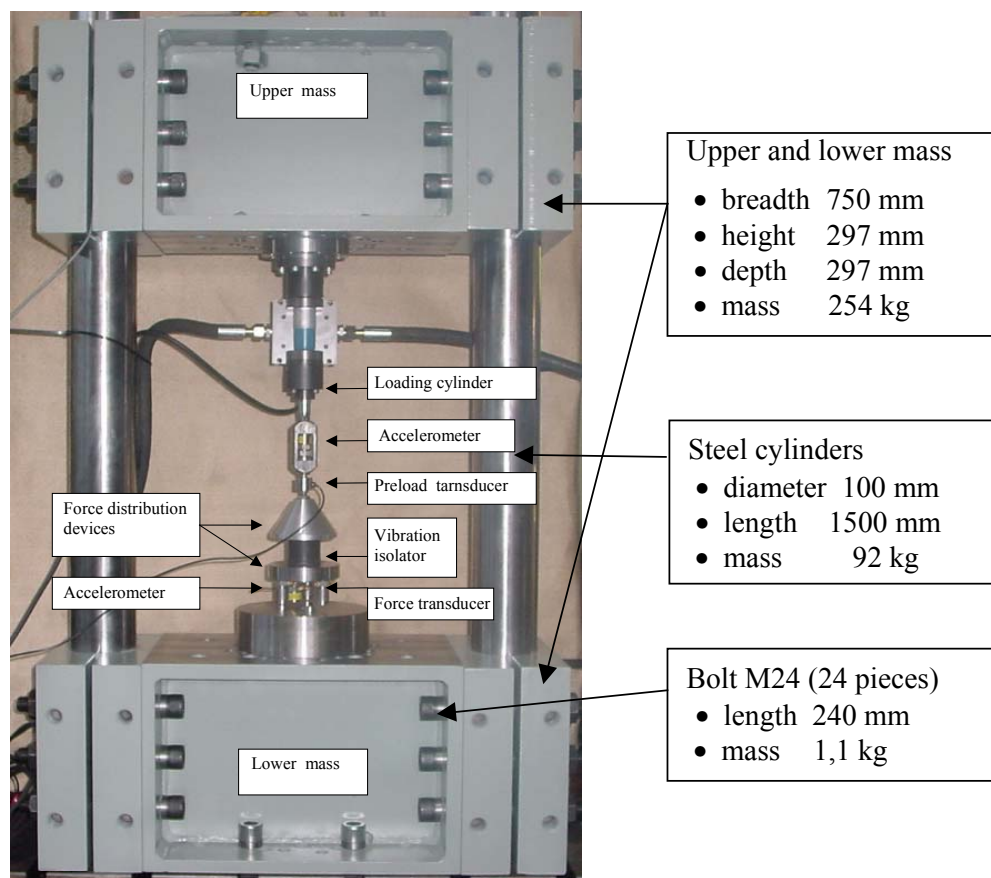 Upper mass
Upper and lower mass
• breadth 750 mm
• height 297 mm
• depth 297 mm
• mass 254 kg
Loading cylinder
Accelerometer
Preload tarnsducer
Steel cylinders
• diameter 100 mm
• length 1500 mm
• mass 92 kg
Force distribution
devices
Vibration
isolator
Accelerometer
Force transducer
Bolt M24 (24 pieces)
• length 240 mm
• mass 1,1 kg
Lower mass